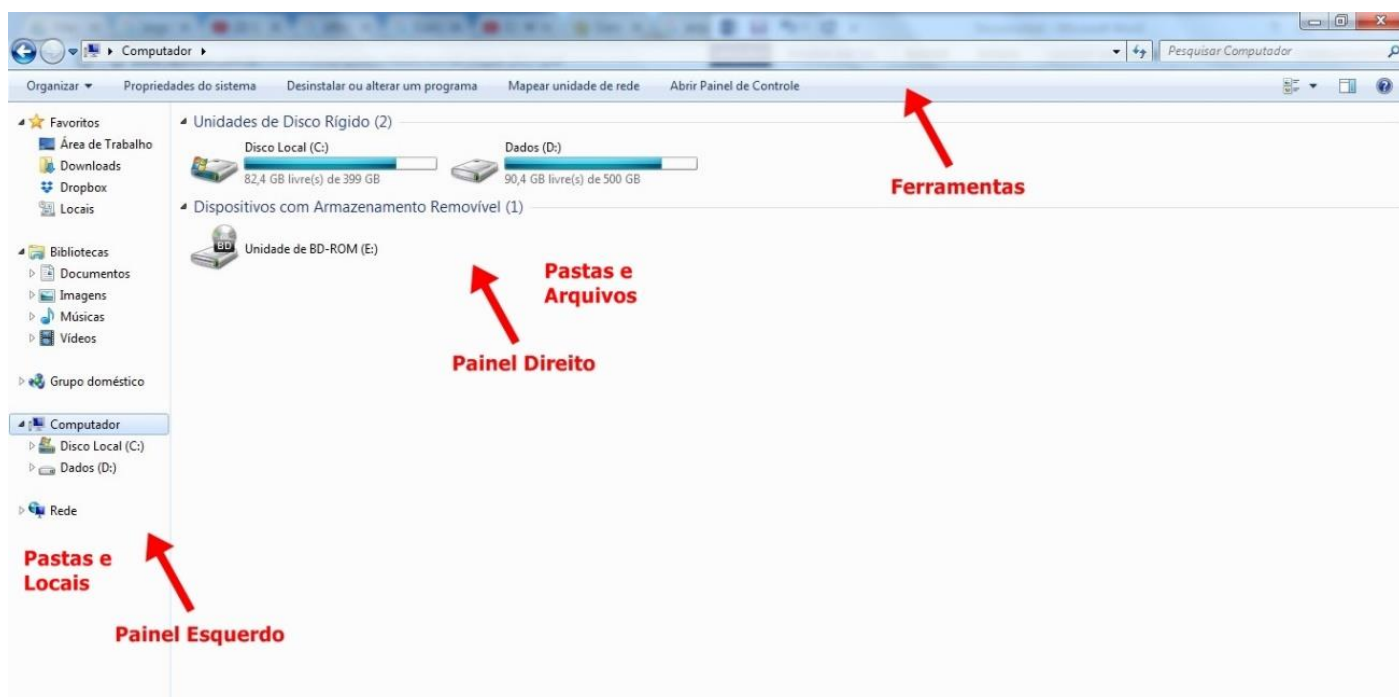 Computador
Pesquisar Computador
Organizar Propriedades do sistema Desinstalar ou alterar um programa Mapear unidade de rede Abrir Painel de Controle
Ferramentas
Favoritos
Área de Trabalho
Downloads
Dropbox
Locais
Bibliotecas
Documentos
Imagens
Músicas
Vídeos
Grupo doméstico
Computador
Disco Local (C:)
Dados (D:)
Rede
Pastas e
Locais
Painel Esquerdo
Unidades de Disco Rígido (2)
Disco Local (C:)
82,4 GB livre(s) de 399 GB
Dados (D:)
90,4 GB livre(s) de 500 GB
Dispositivos com Armazenamento Removível (1)
BD
Unidade de BD-ROM (E:)
Pastas e
Arquivos
Painel Direito